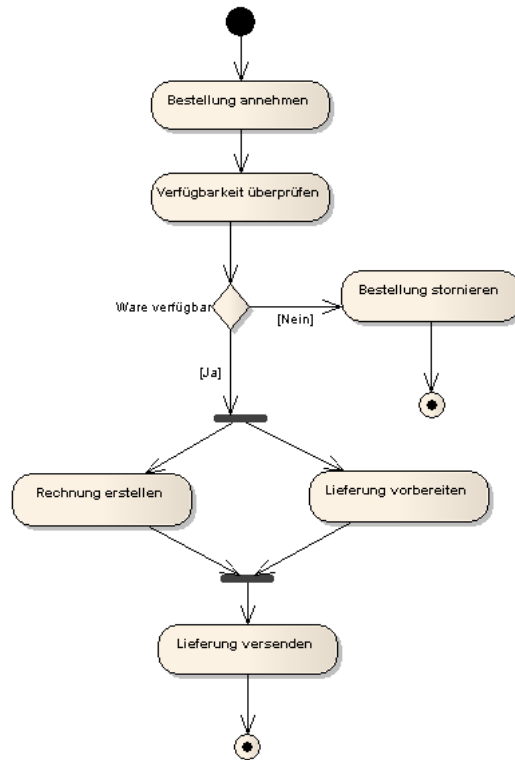 Bestellung annehmen
Verfügbarkeit überprüfen
Ware verfügbar
[Nein]
Bestellung stornieren
[Ja]
Rechnung erstellen
Lieferung vorbereiten
Lieferung versenden